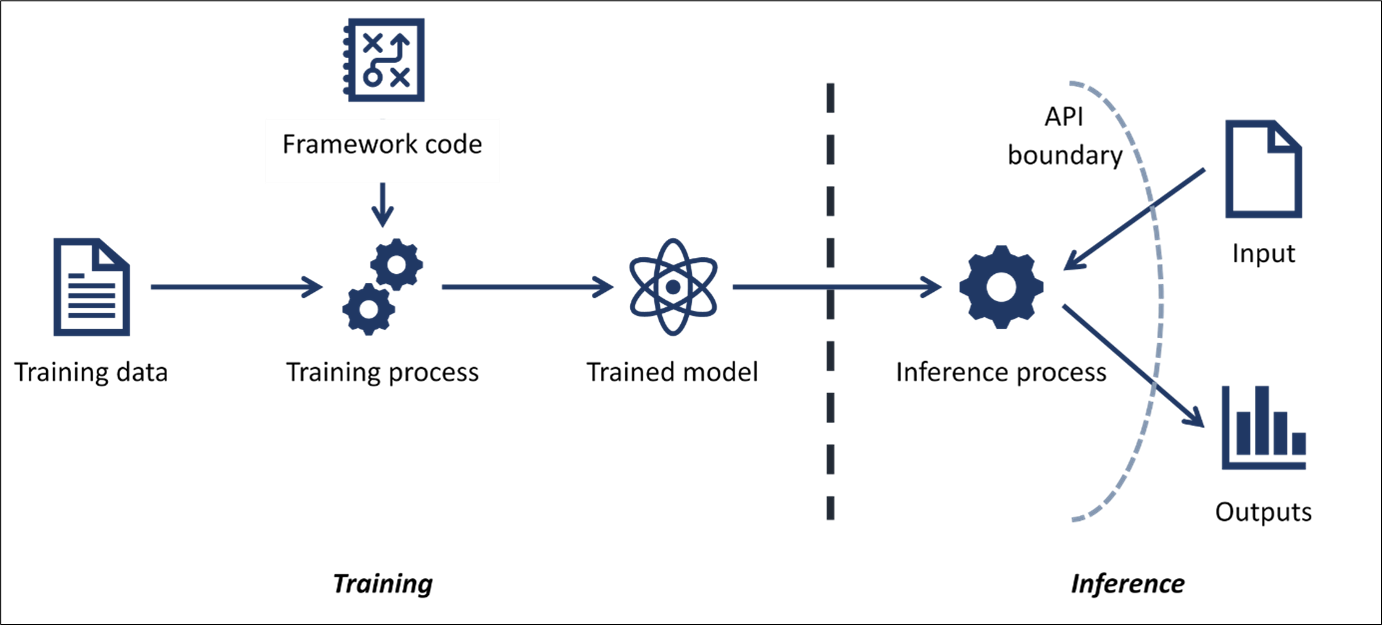 Framework code
API
boundary
Input
Training data
Training process
Trained model
Inference process
Outputs
Training
Inference